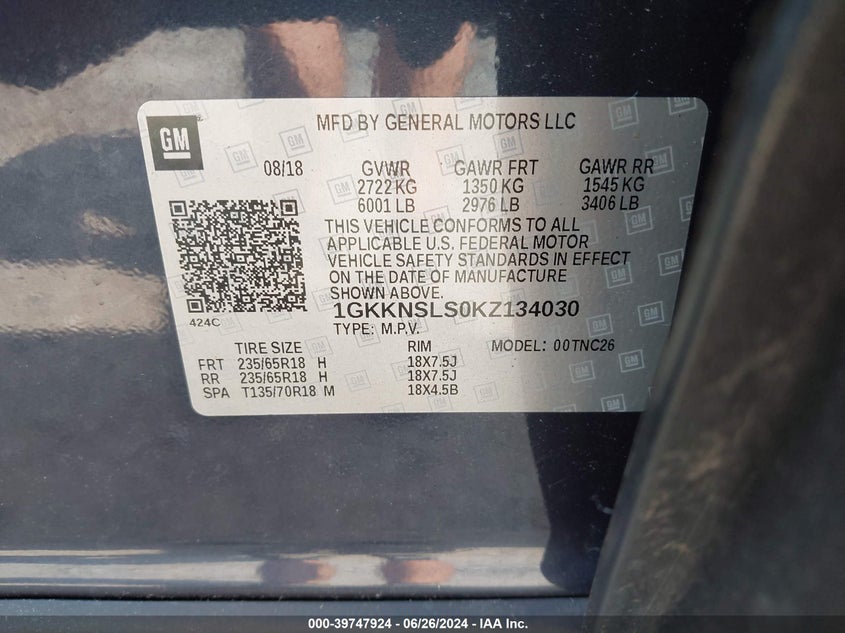 GM
MFD BY GENERAL MOTORS LLC
08/18 GVWR GAWR FRT GAWR RR
2722 KG 1350 KG 1545 KG
6001 LB 2976 LB 3406 LB
THIS VEHICLE CONFORMS TO ALL
APPLICABLE U.S. FEDERAL MOTOR
VEHICLE SAFETY STANDARDS IN EFFECT
ON THE DATE OF MANUFACTURE
SHOWN ABOVE.
1GKKNSLS0KZ134030
424C
TYPE: M.P.V.
TIRE SIZE RIM MODEL: 00TNC26
FRT 235/65R18 H 18X7.5J
RR 235/65R18 H 18X7.5J
SPA T135/70R18 M 18X4.5B
000-39747924 / 06/26/2024 - IAA Inc.